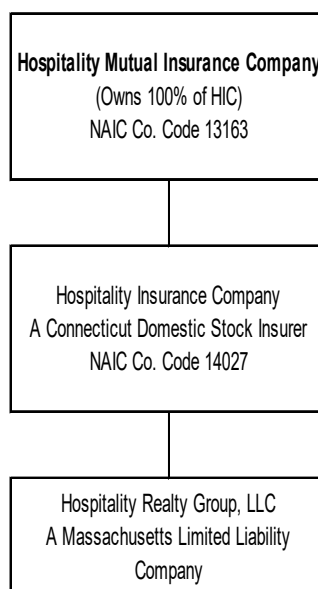 Hospitality Mutual Insurance Company
(Owns 100% of HIC)
NAIC Co. Code 13163
Hospitality Insurance Company
A Connecticut Domestic Stock Insurer
NAIC Co. Code 14027
Hospitality Realty Group, LLC
A Massachusetts Limited Liability
Company